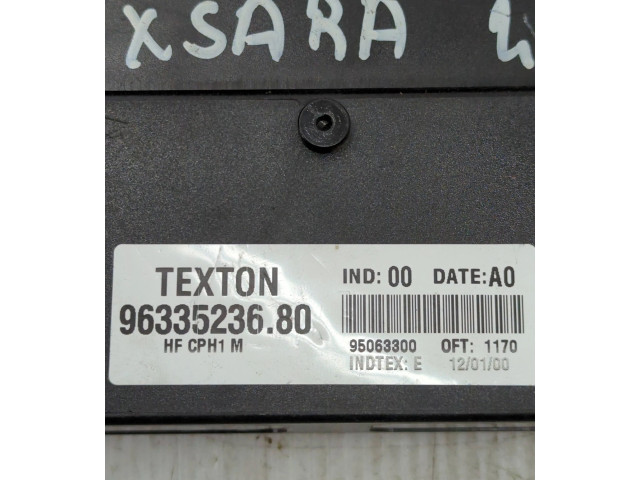 XSARA
TEXTON IND: 00 DATE: A0
96335236.80
HF CPH1 M 95063300 OFT: 1170
INDTEX: E 12/01/00